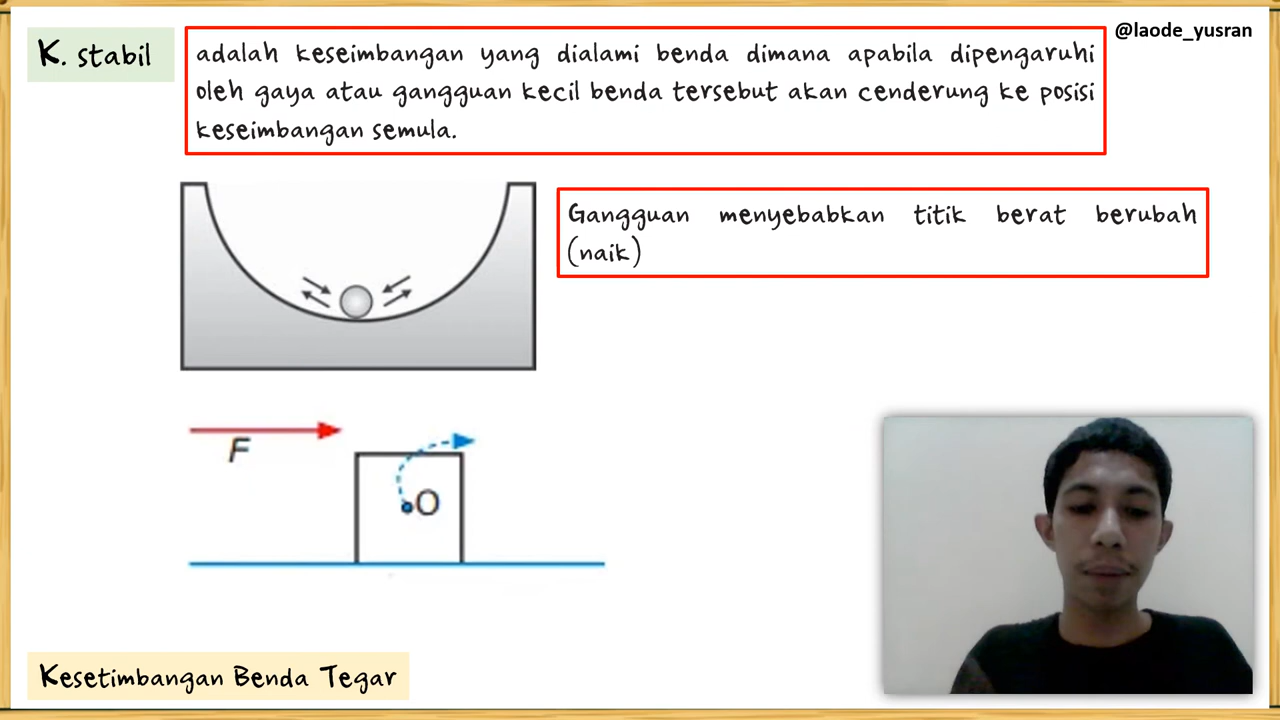 @laode_yusran
K. stabil
adalah keseimbangan yang dialami benda dimana apabila dipengaruhi
oleh gaya atau gangguan kecil benda tersebut akan cenderung ke posisi
keseimbangan semula.
Gangguan menyebabkan titik berat berubah
(naik)
F
O
Kesetimbangan Benda Tegar